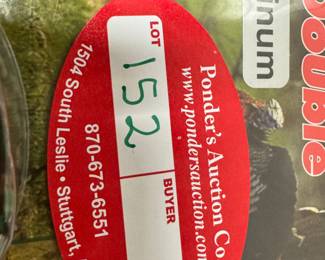 Ponder's Auction Co
www.pondersauction.com
LOT
152
BUYER
870-673-6551
1504 South Leslie • Stuttgart,
inum
Double